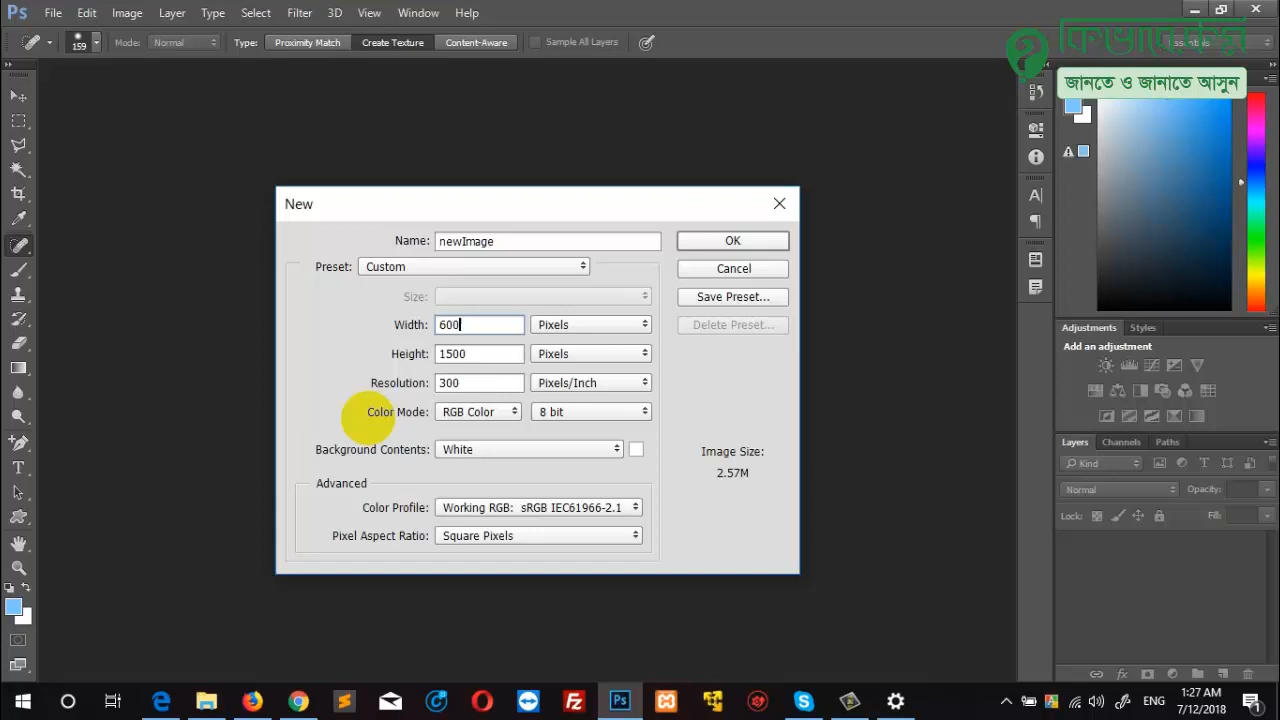 Ps File Edit Image Layer Type Select Filter 3D View Window Help
159 Mode: Normal Type: Proximity Match Create Texture Content-Aware Sample All Layers Essentials
কিভাবে.কম
জানতে ও জানাতে আসুন
New
Name: newImage OK
Preset: Custom Cancel
Size: Save Preset...
Width: 600 Pixels Delete Preset...
Height: 1500 Pixels
Resolution: 300 Pixels/Inch
Color Mode: RGB Color 8 bit
Background Contents: White
Image Size:
2.57M
Advanced
Color Profile: Working RGB: sRGB IEC61966-2.1
Pixel Aspect Ratio: Square Pixels
Adjustments Styles
Add an adjustment
Layers Channels Paths
Kind
Normal Opacity:
Lock: Fill:
ENG
1:27 AM
7/12/2018